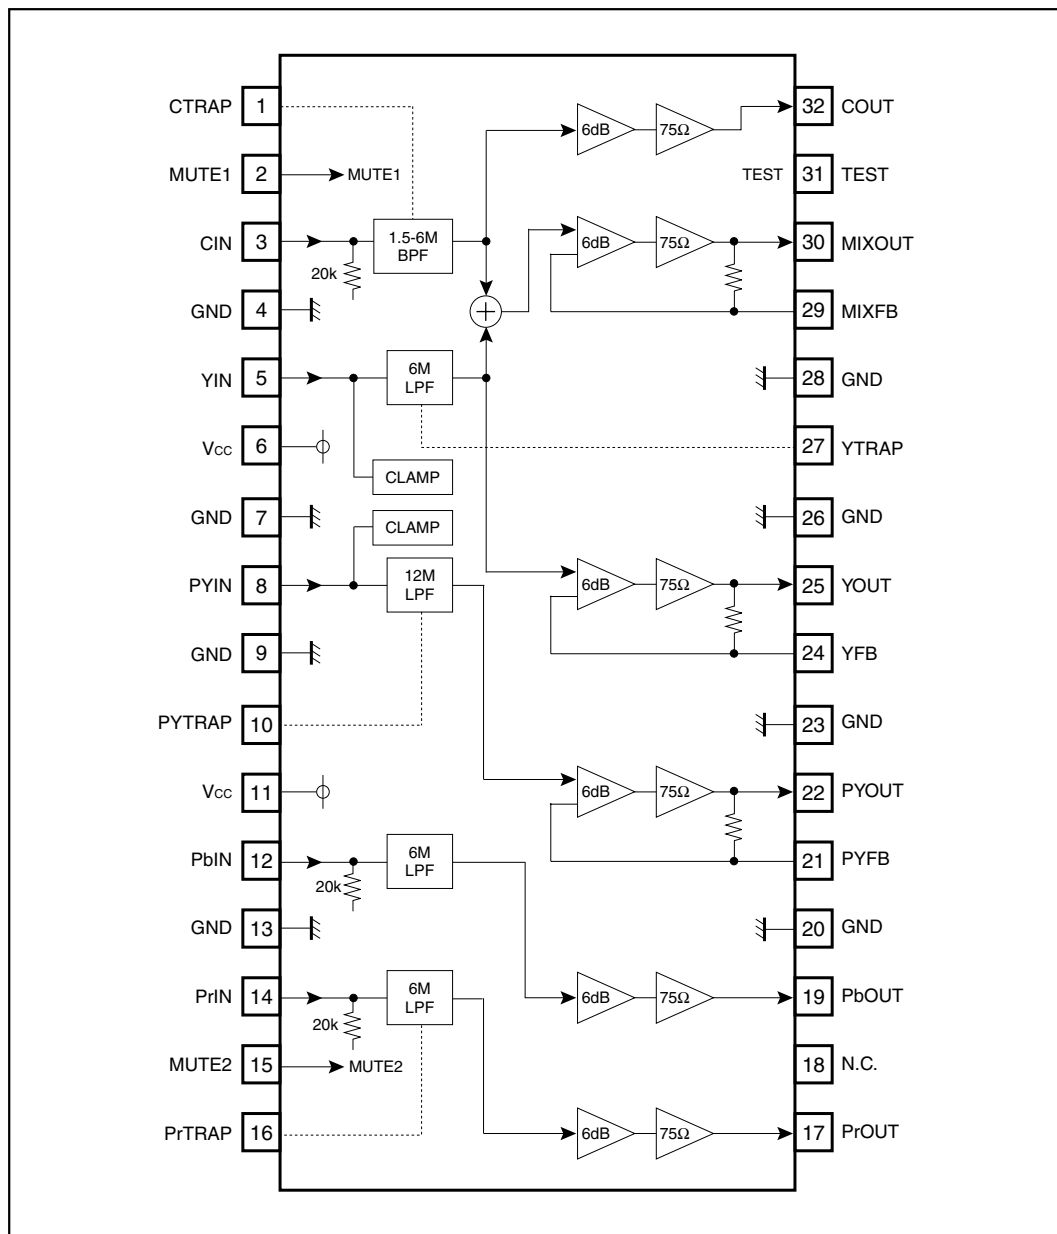 CTRAP 1 6dB 75Ω 32 COUT
MUTE1 2 MUTE1 TEST 31 TEST
CIN 3 1.5-6M BPF 20k 6dB 75Ω 30 MIXOUT
GND 4 + 29 MIXFB
YIN 5 6M LPF 28 GND
Vcc 6 27 YTRAP
CLAMP
GND 7 CLAMP 26 GND
PYIN 8 12M LPF 6dB 75Ω 25 YOUT
GND 9 24 YFB
PYTRAP 10 23 GND
Vcc 11 6dB 75Ω 22 PYOUT
PbIN 12 6M LPF 20k 21 PYFB
GND 13 20 GND
PrIN 14 6M LPF 20k 6dB 75Ω 19 PbOUT
MUTE2 15 MUTE2 18 N.C.
PrTRAP 16 6dB 75Ω 17 PrOUT